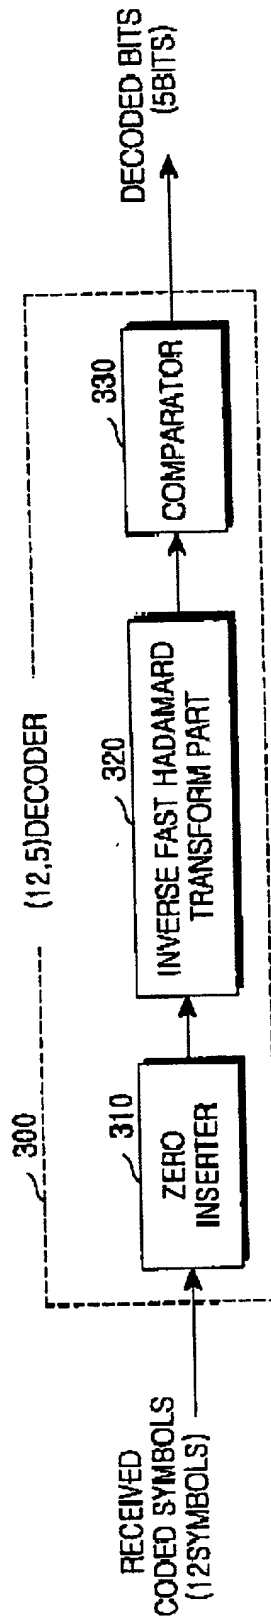 RECEIVED
CODED SYMBOLS
(12SYMBOLS)
300
(12,5)DECODER
310
ZERO
INSERTER
320
INVERSE FAST HADAMARD
TRANSFORM PART
330
COMPARATOR
DECODED BITS
(5BITS)